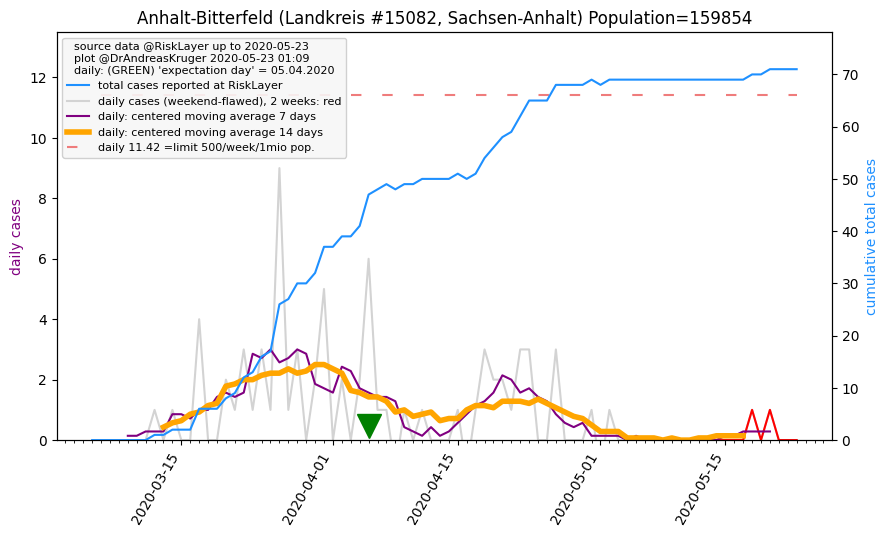 Anhalt-Bitterfeld (Landkreis #15082, Sachsen-Anhalt) Population=159854
source data @RiskLayer up to 2020-05-23
plot @DrAndreasKruger 2020-05-23 01:09
daily: (GREEN) 'expectation day' = 05.04.2020
total cases reported at RiskLayer
daily cases (weekend-flawed), 2 weeks: red
daily: centered moving average 7 days
daily: centered moving average 14 days
daily 11.42 =limit 500/week/1mio pop.
daily cases
12
10
8
6
4
2
0
cumulative total cases
70
60
50
40
30
20
10
0
2020-03-15
2020-04-01
2020-04-15
2020-05-01
2020-05-15